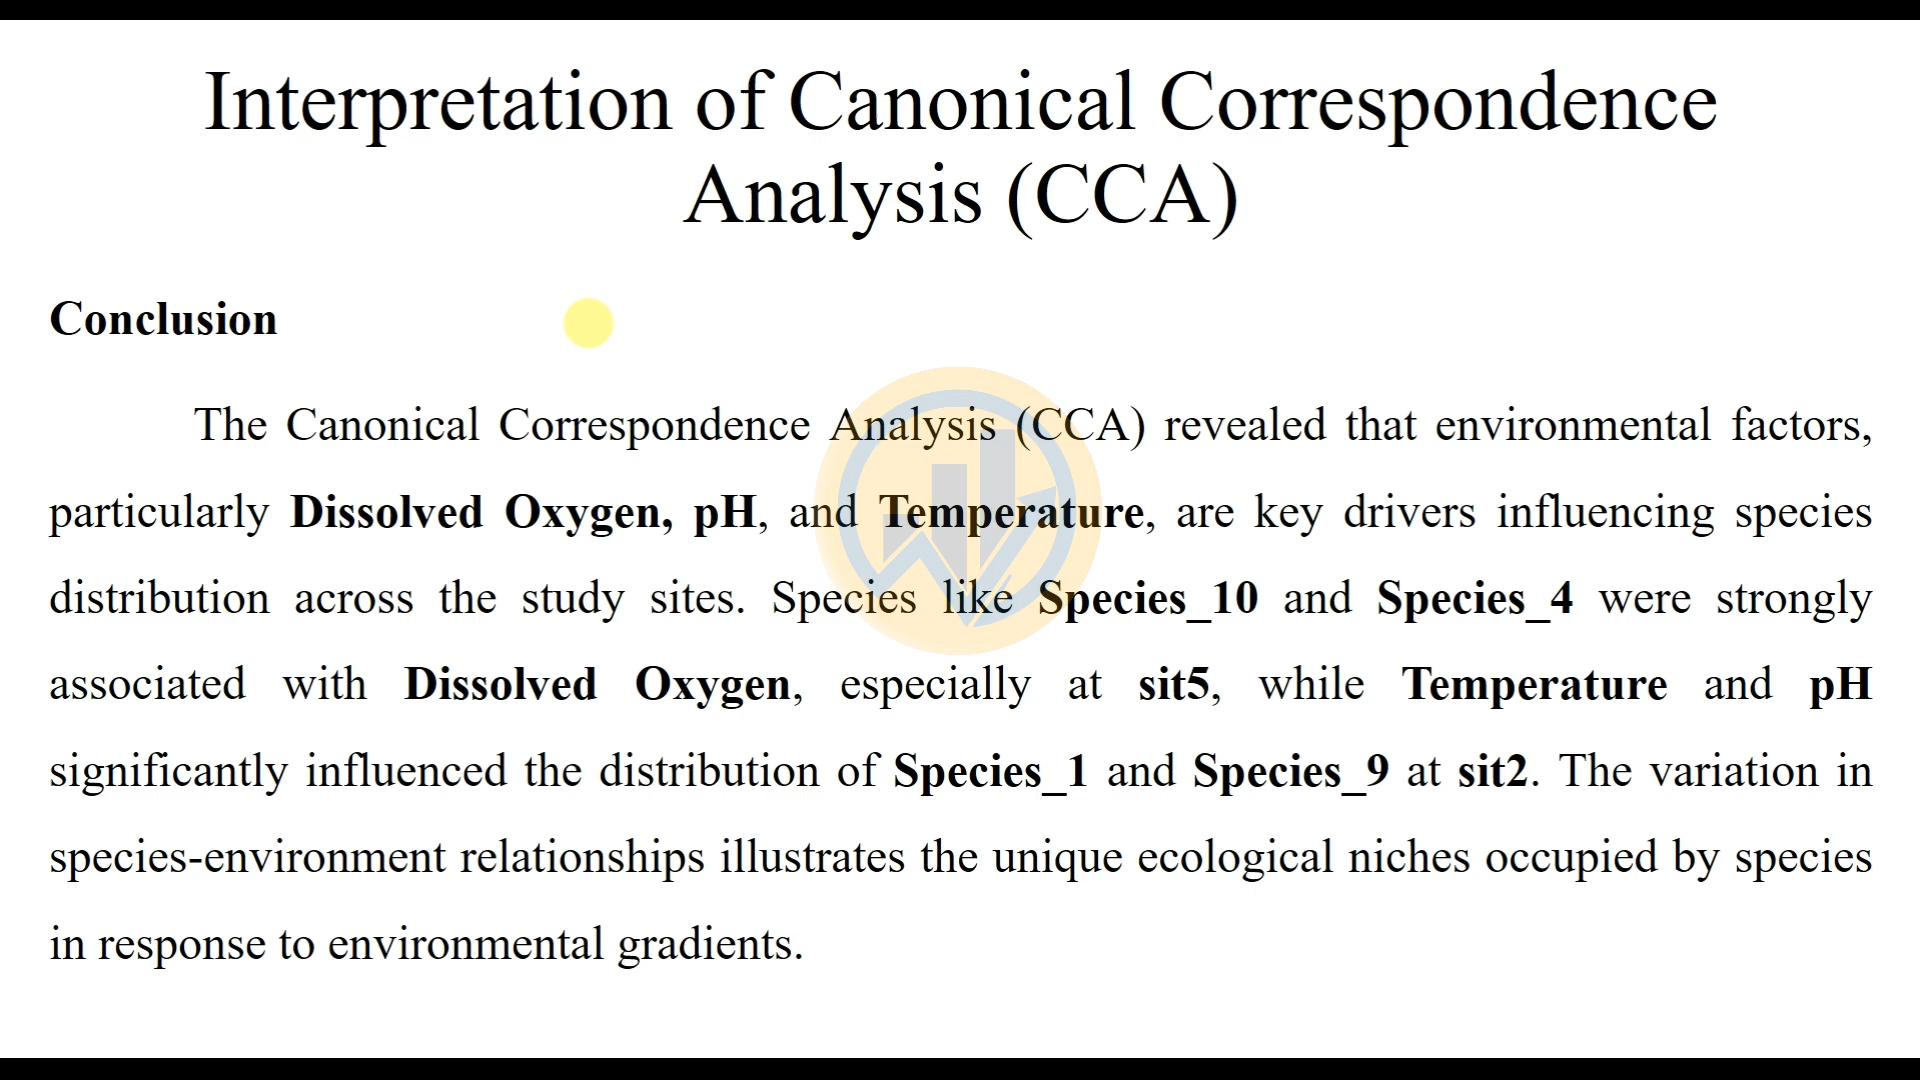 Interpretation of Canonical Correspondence
Analysis (CCA)
Conclusion
The Canonical Correspondence Analysis (CCA) revealed that environmental factors,
particularly Dissolved Oxygen, pH, and Temperature, are key drivers influencing species
distribution across the study sites. Species like Species_10 and Species_4 were strongly
associated with Dissolved Oxygen, especially at sit5, while Temperature and pH
significantly influenced the distribution of Species_1 and Species_9 at sit2. The variation in
species-environment relationships illustrates the unique ecological niches occupied by species
in response to environmental gradients.